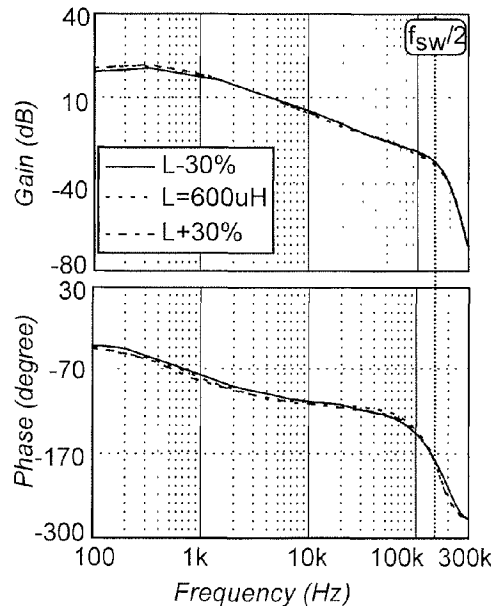 40
f_sw/2
10
Gain (dB)
L-30%
L=600uH
L+30%
-40
-80
30
-70
Phase (degree)
-170
-300
100 1k 10k 100k 300k
Frequency (Hz)